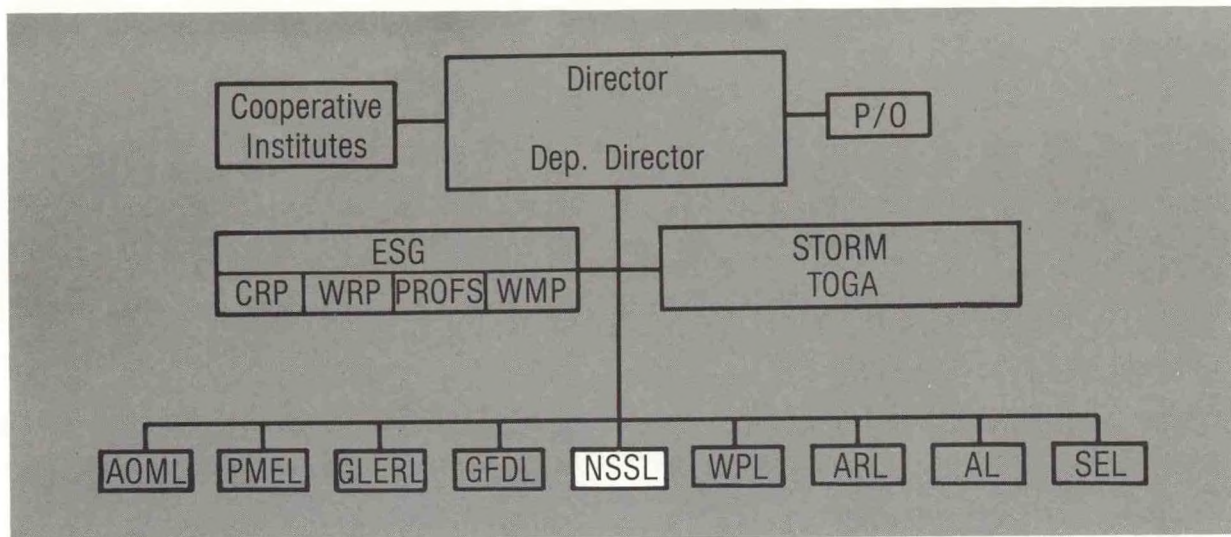 Director
Dep. Director
Cooperative
Institutes
P/O
ESG
CRP WRP PROFS WMP
STORM
TOGA
AOML PMEL GLERL GFDL NSSL WPL ARL AL SEL